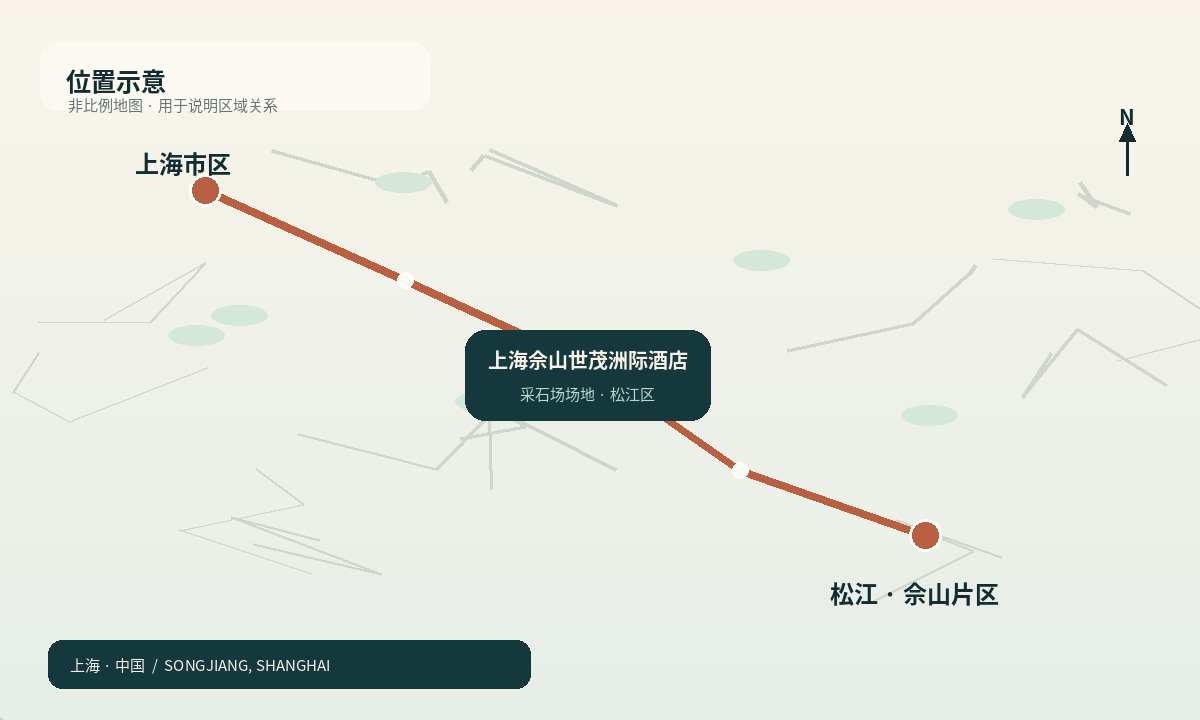 位置示意
非比例地图 · 用于说明区域关系
N
上海市区
上海佘山世茂洲际酒店
采石场场地 · 松江区
松江 · 佘山片区
上海 · 中国 / SONGJIANG, SHANGHAI